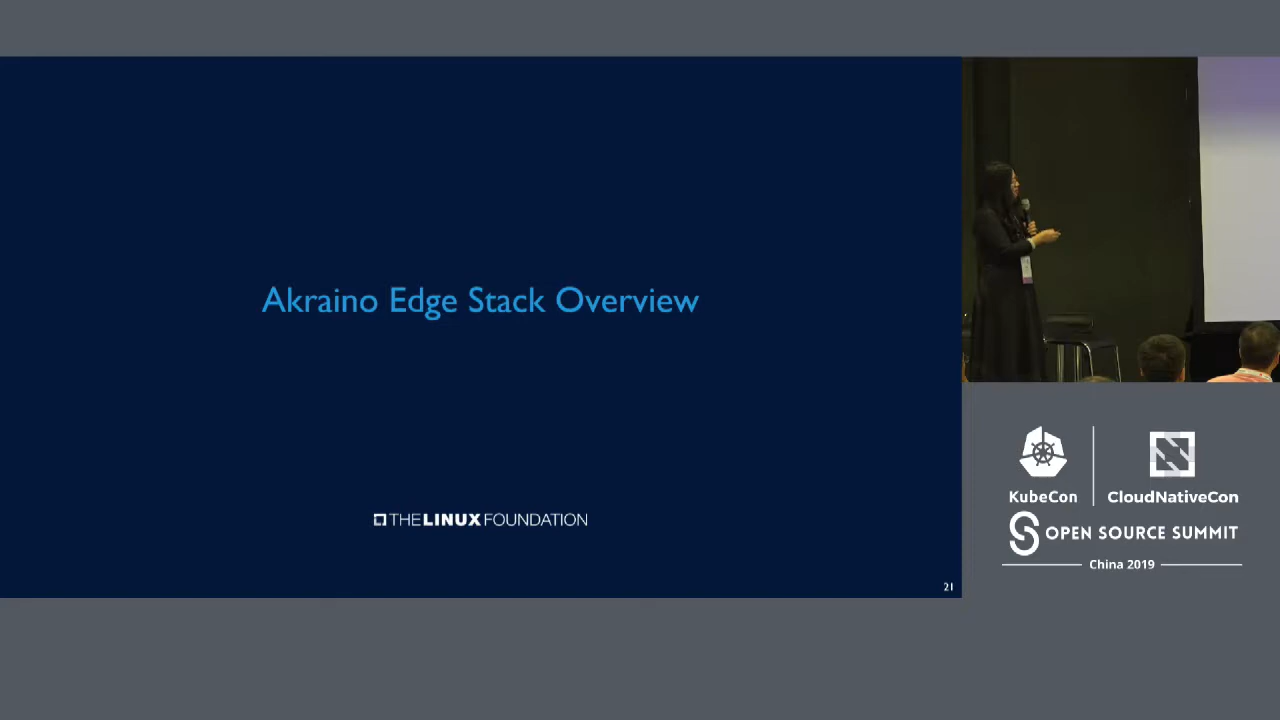 Akraino Edge Stack Overview
THE LINUX FOUNDATION
21
KubeCon
CloudNativeCon
OPEN SOURCE SUMMIT
China 2019